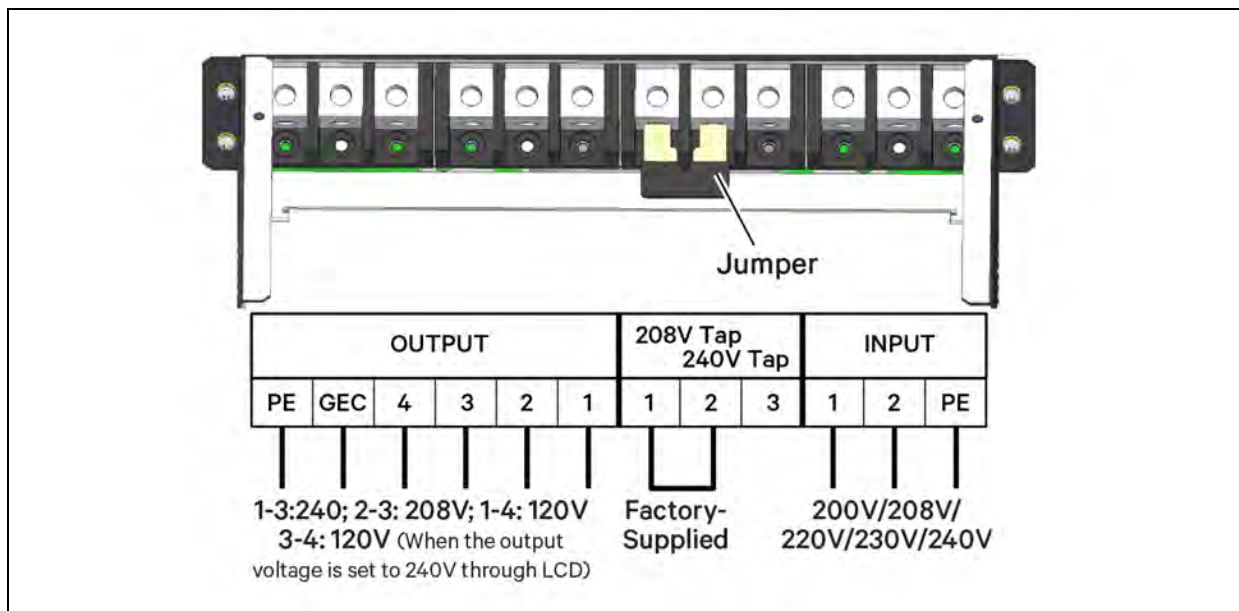 Jumper
OUTPUT
208V Tap
240V Tap
INPUT
PE GEC 4 3 2 1 1 2 3 1 2 PE
1-3:240; 2-3: 208V; 1-4: 120V
3-4: 120V (When the output
voltage is set to 240V through LCD)
Factory-
Supplied
200V/208V/
220V/230V/240V